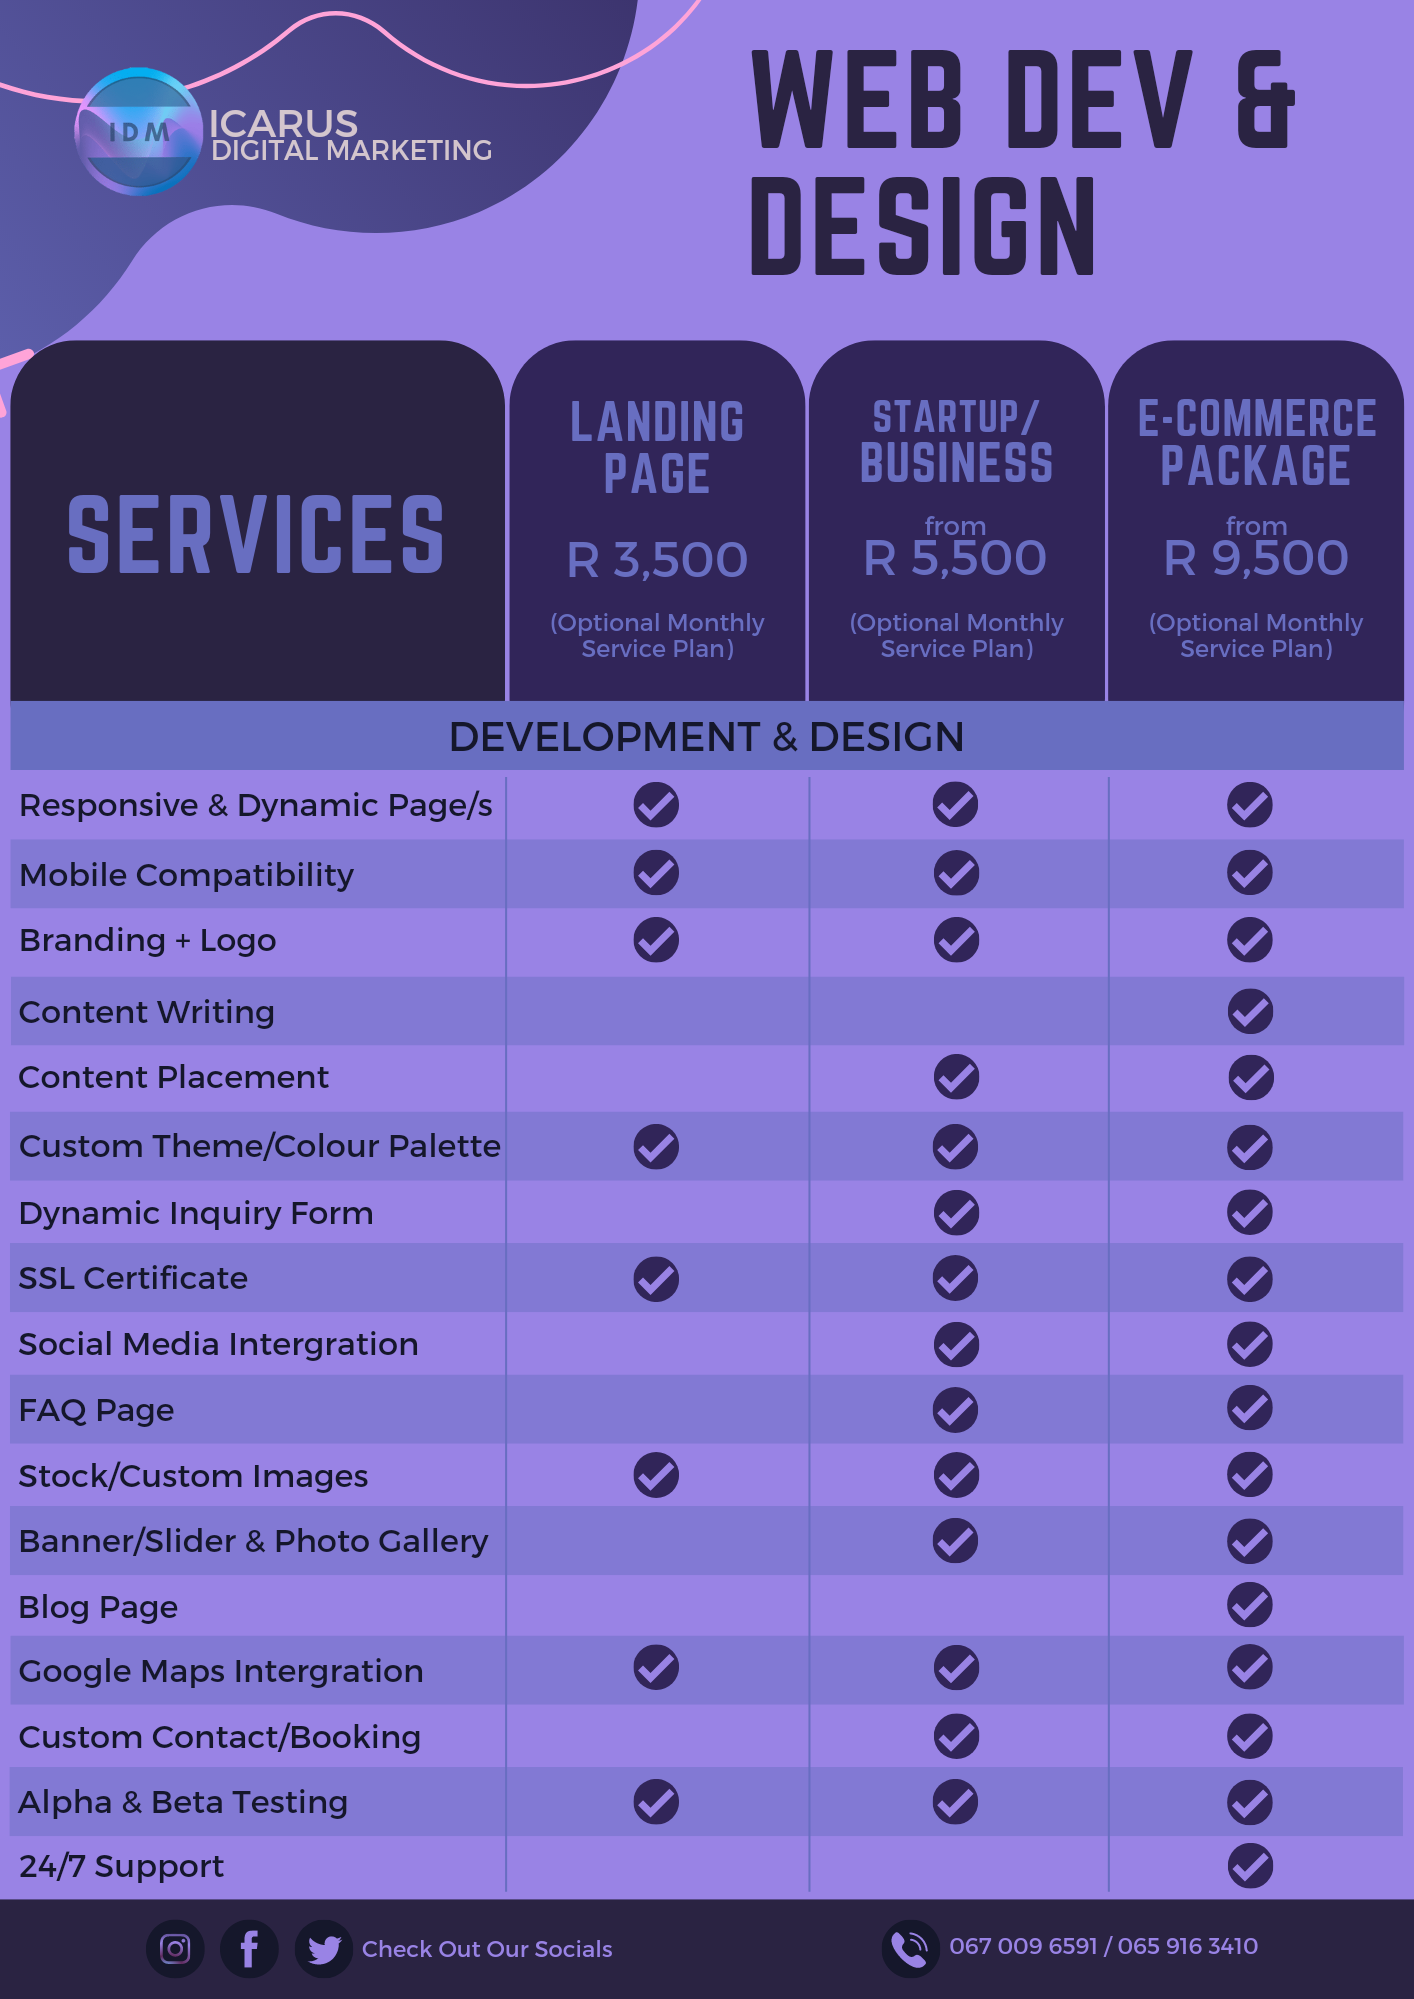 IDM
ICARUS
DIGITAL MARKETING
WEB DEV &
DESIGN
SERVICES
LANDING
PAGE
R 3,500
(Optional Monthly
Service Plan)
STARTUP/
BUSINESS
from
R 5,500
(Optional Monthly
Service Plan)
E-COMMERCE
PACKAGE
from
R 9,500
(Optional Monthly
Service Plan)
DEVELOPMENT & DESIGN
Responsive & Dynamic Page/s
Mobile Compatibility
Branding + Logo
Content Writing
Content Placement
Custom Theme/Colour Palette
Dynamic Inquiry Form
SSL Certificate
Social Media Intergration
FAQ Page
Stock/Custom Images
Banner/Slider & Photo Gallery
Blog Page
Google Maps Intergration
Custom Contact/Booking
Alpha & Beta Testing
24/7 Support
Check Out Our Socials
067 009 6591 / 065 916 3410